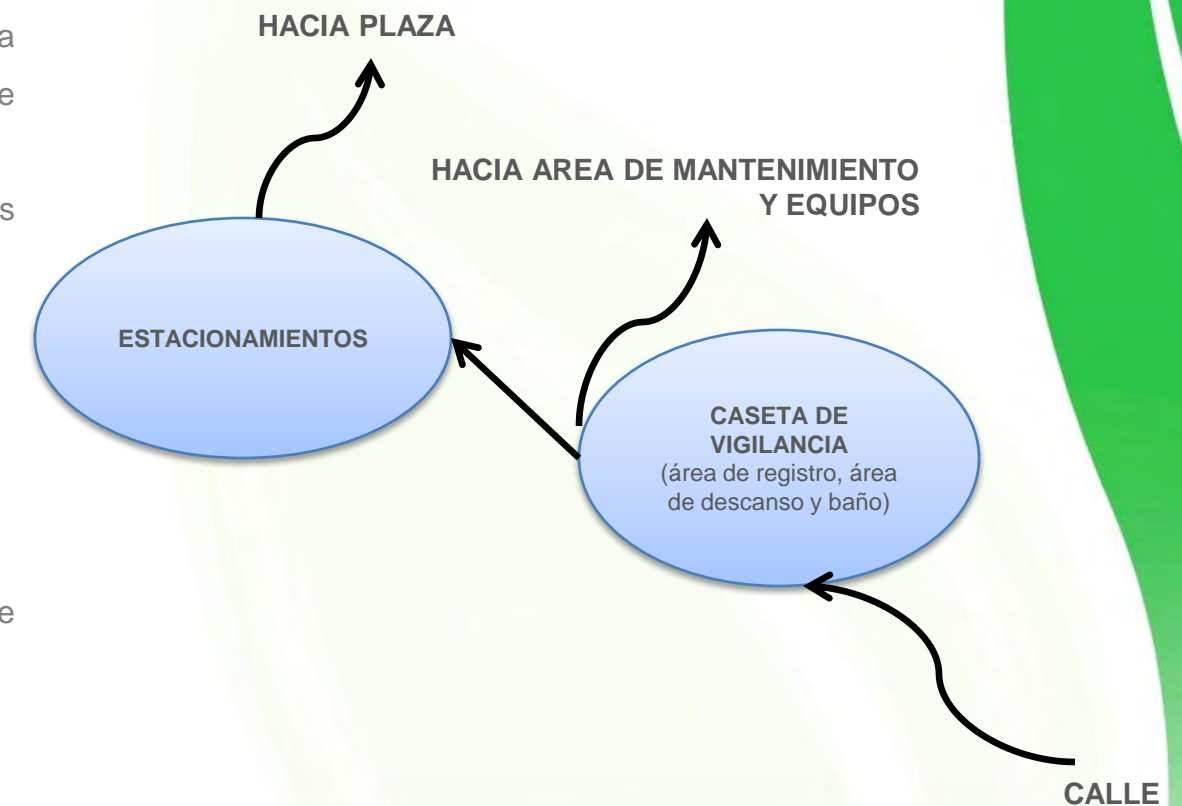 a
HACIA PLAZA
e
HACIA AREA DE MANTENIMIENTO
Y EQUIPOS
s
ESTACIONAMIENTOS
CASETA DE
VIGILANCIA
(área de registro, área
de descanso y baño)
e
CALLE